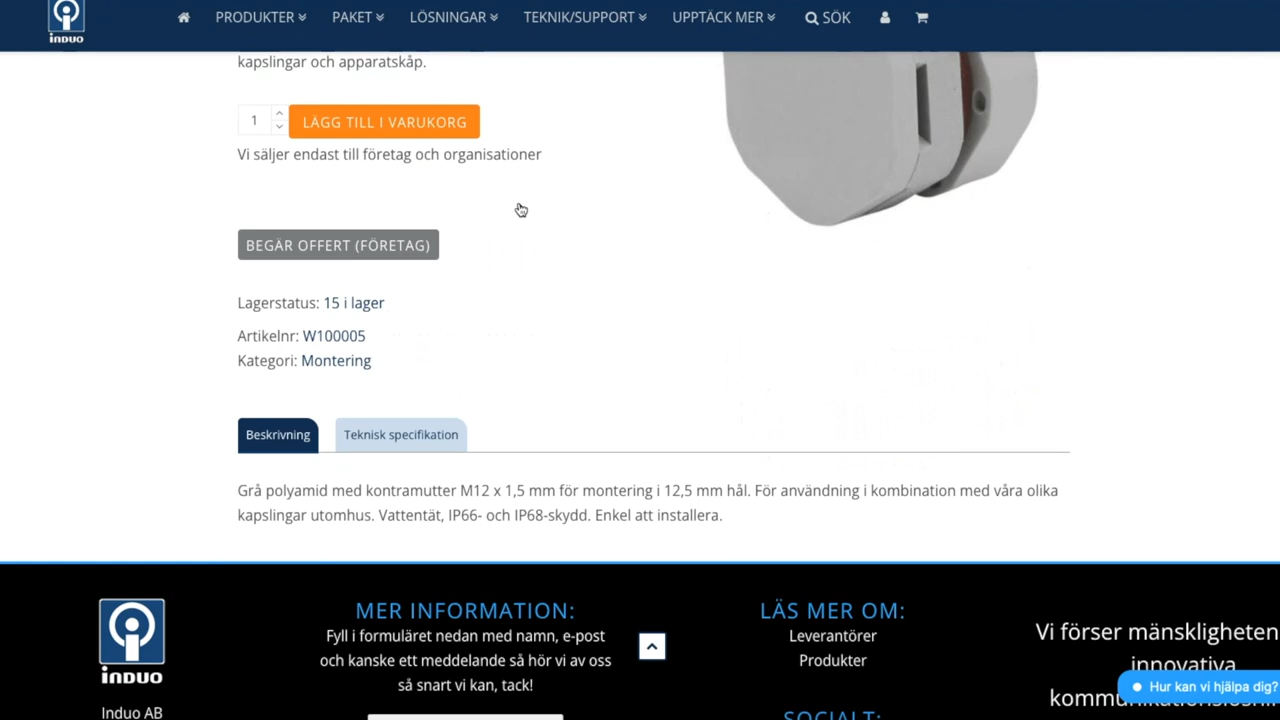 INDUO
PRODUKTER PAKET LÖSNINGAR TEKNIK/SUPPORT UPPTÄCK MER SÖK
kapslingar och apparatskåp.
1 LÄGG TILL I VARUKORG
Vi säljer endast till företag och organisationer
BEGÄR OFFERT (FÖRETAG)
Lagerstatus: 15 i lager
Artikelnr: W100005
Kategori: Montering
Beskrivning Teknisk specifikation
Grå polyamid med kontramutter M12 x 1,5 mm för montering i 12,5 mm hål. För användning i kombination med våra olika
kapslingar utomhus. Vattentät, IP66- och IP68-skydd. Enkel att installera.
INDUO
Induo AB
MER INFORMATION:
Fyll i formuläret nedan med namn, e-post
och kanske ett meddelande så hör vi av oss
så snart vi kan, tack!
LÄS MER OM:
Leverantörer
Produkter
SOCIALT:
Vi förser mänskligheten
innovativa
Hur kan vi hjälpa dig?